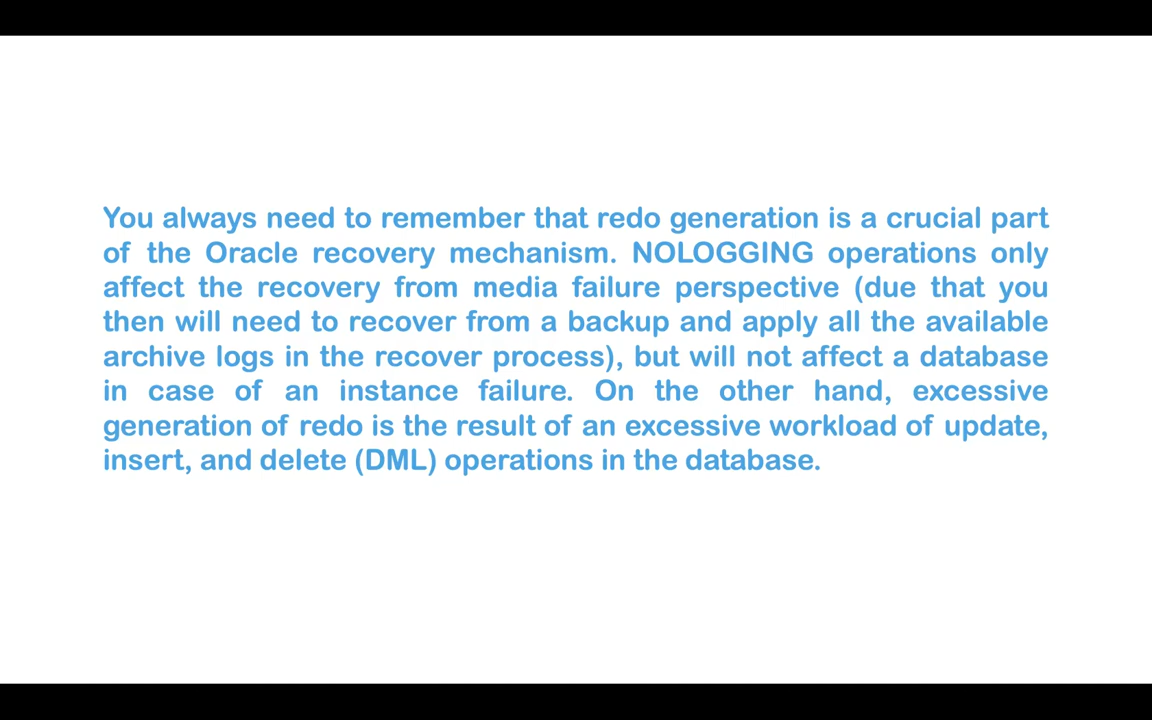 You always need to remember that redo generation is a crucial part
of the Oracle recovery mechanism. NOLOGGING operations only
affect the recovery from media failure perspective (due that you
then will need to recover from a backup and apply all the available
archive logs in the recover process), but will not affect a database
in case of an instance failure. On the other hand, excessive
generation of redo is the result of an excessive workload of update,
insert, and delete (DML) operations in the database.